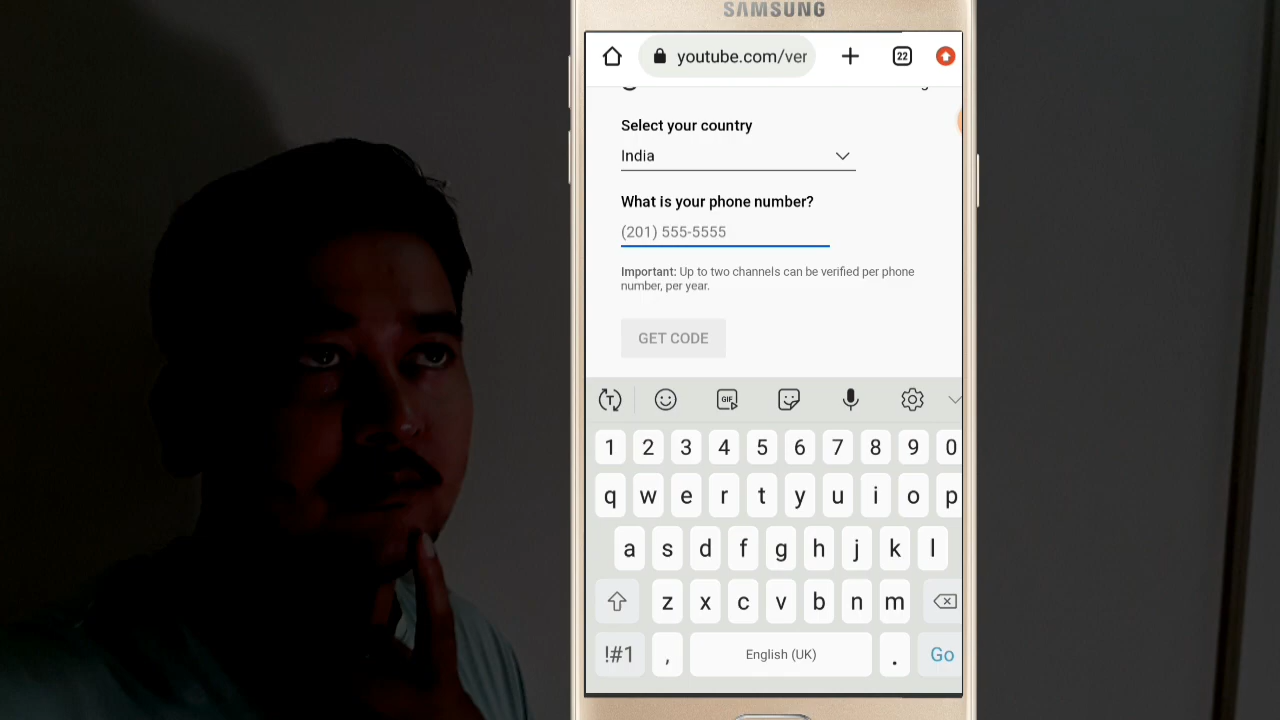 SAMSUNG
youtube.com/ver
22
Select your country
India
What is your phone number?
(201) 555-5555
Important: Up to two channels can be verified per phone
number, per year.
GET CODE
GIF
1 2 3 4 5 6 7 8 9 0
q w e r t y u i o p
a s d f g h j k l
z x c v b n m
!#1 , English (UK) . Go